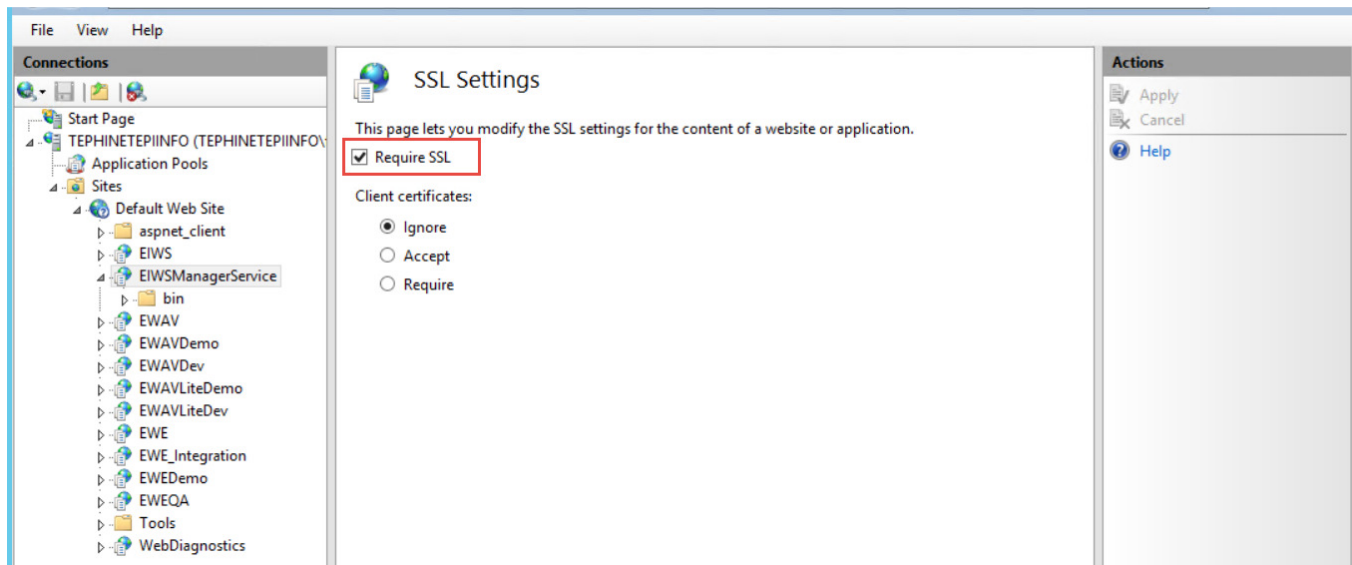 File View Help
Connections
Start Page
TEPHINETEPIINFO (TEPHINETEPIINFO\
Application Pools
Sites
Default Web Site
aspnet_client
EIWS
EIWSManagerService
bin
EWAV
EWAVDemo
EWAVDev
EWAVLiteDemo
EWAVLiteDev
EWE
EWE_Integration
EWEDemo
EWEQA
Tools
WebDiagnostics
SSL Settings
This page lets you modify the SSL settings for the content of a website or application.
Require SSL
Client certificates:
Ignore
Accept
Require
Actions
Apply
Cancel
Help